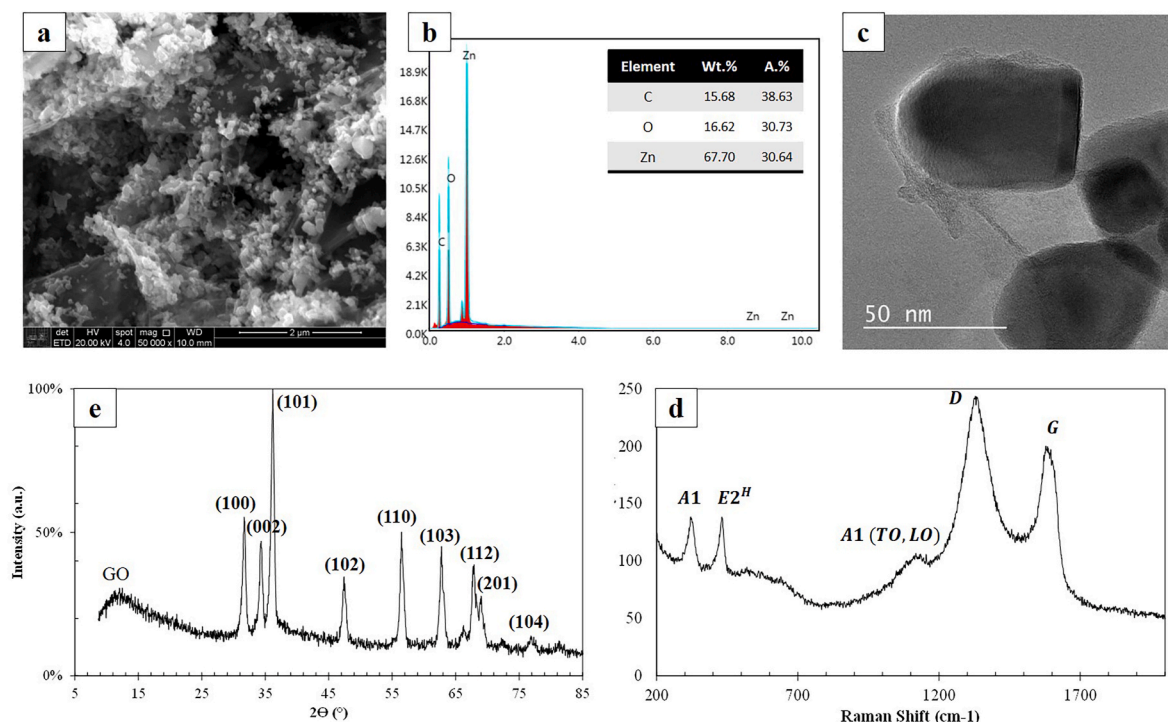 a
det HV spot mag □ WD
ETD 20.00 kV 4.0 50 000 x 10.0 mm
2 µm
b
Zn
18.9K
16.8K
14.7K
12.6K
10.5K
8.4K
6.3K
4.2K
2.1K
0.0K
O
C
Zn Zn
0.0 2.0 4.0 6.0 8.0 10.0
Element Wt.% A.%
C 15.68 38.63
O 16.62 30.73
Zn 67.70 30.64
c
50 nm
e
100%
50%
0%
Intensity (a.u.)
GO
(100)
(002)
(101)
(102)
(110)
(103)
(112)
(201)
(104)
5 15 25 35 45 55 65 75 85
2Θ (°)
d
250
200
150
100
50
0
A1
E2H
A1 (TO, LO)
D
G
200 700 1200 1700
Raman Shift (cm-1)